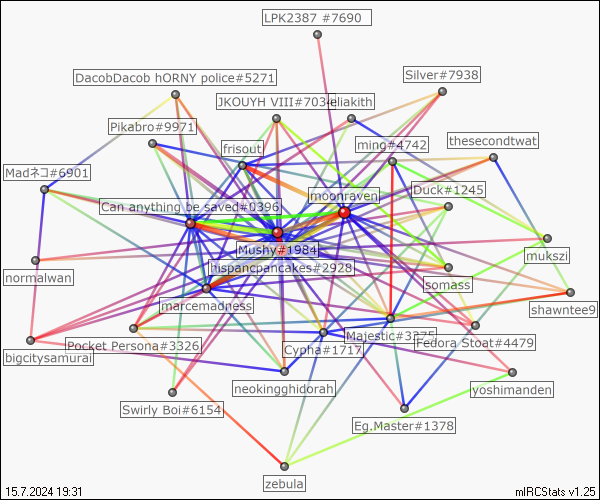 LPK2387 #7690
DacobDacob hORNY police#5271
Silver#7938
JKOUYH VIII#703
eliakith
Pikabro#9971
frisout
ming#4742
thesecondtwat
Madネコ#6901
moonraven
Duck#1245
Can anything be saved#0396
Mushy#1984
mukszi
hispancpancakes#2928
normalwan
somass
marcemadness
shawntee9
Pocket Persona#3326
Cypha#1717
Majestic#3275
Fedora Stoat#4479
bigcitysamurai
neokingghidorah
yoshimanden
Swirly Boi#6154
Eg.Master#1378
zebula
15.7.2024 19:31
mIRCStats v1.25